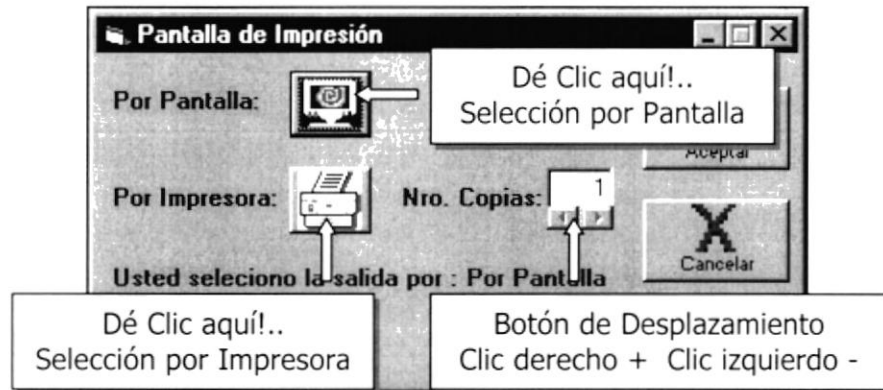 Pantalla de Impresión
Dé Clic aquí!..
Selección por Pantalla
Por Pantalla:
Aceptar
Por Impresora:
Nro. Copias:
1
Cancelar
Usted seleciono la salida por : Por Pantalla
Dé Clic aquí!..
Selección por Impresora
Botón de Desplazamiento
Clic derecho + Clic izquierdo -